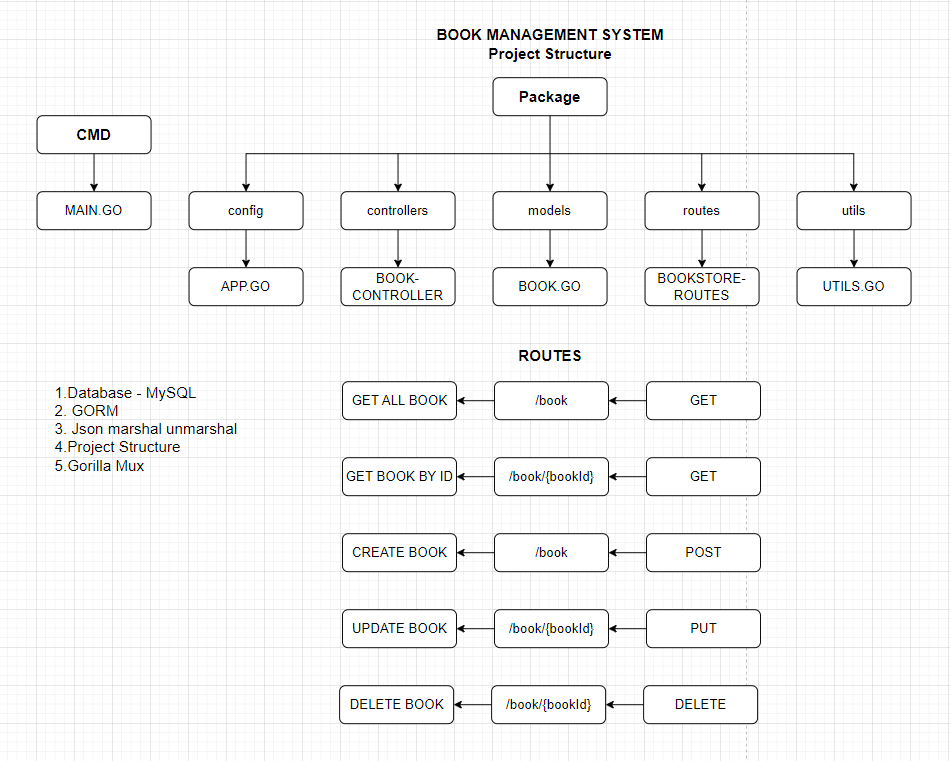 BOOK MANAGEMENT SYSTEM
Project Structure
Package
CMD
MAIN.GO
config
controllers
models
routes
utils
APP.GO
BOOK-
CONTROLLER
BOOK.GO
BOOKSTORE-
ROUTES
UTILS.GO
ROUTES
1.Database - MySQL
2. GORM
3. Json marshal unmarshal
4.Project Structure
5.Gorilla Mux
GET ALL BOOK
/book
GET
GET BOOK BY ID
/book/{bookId}
GET
CREATE BOOK
/book
POST
UPDATE BOOK
/book/{bookId}
PUT
DELETE BOOK
/book/{bookId}
DELETE